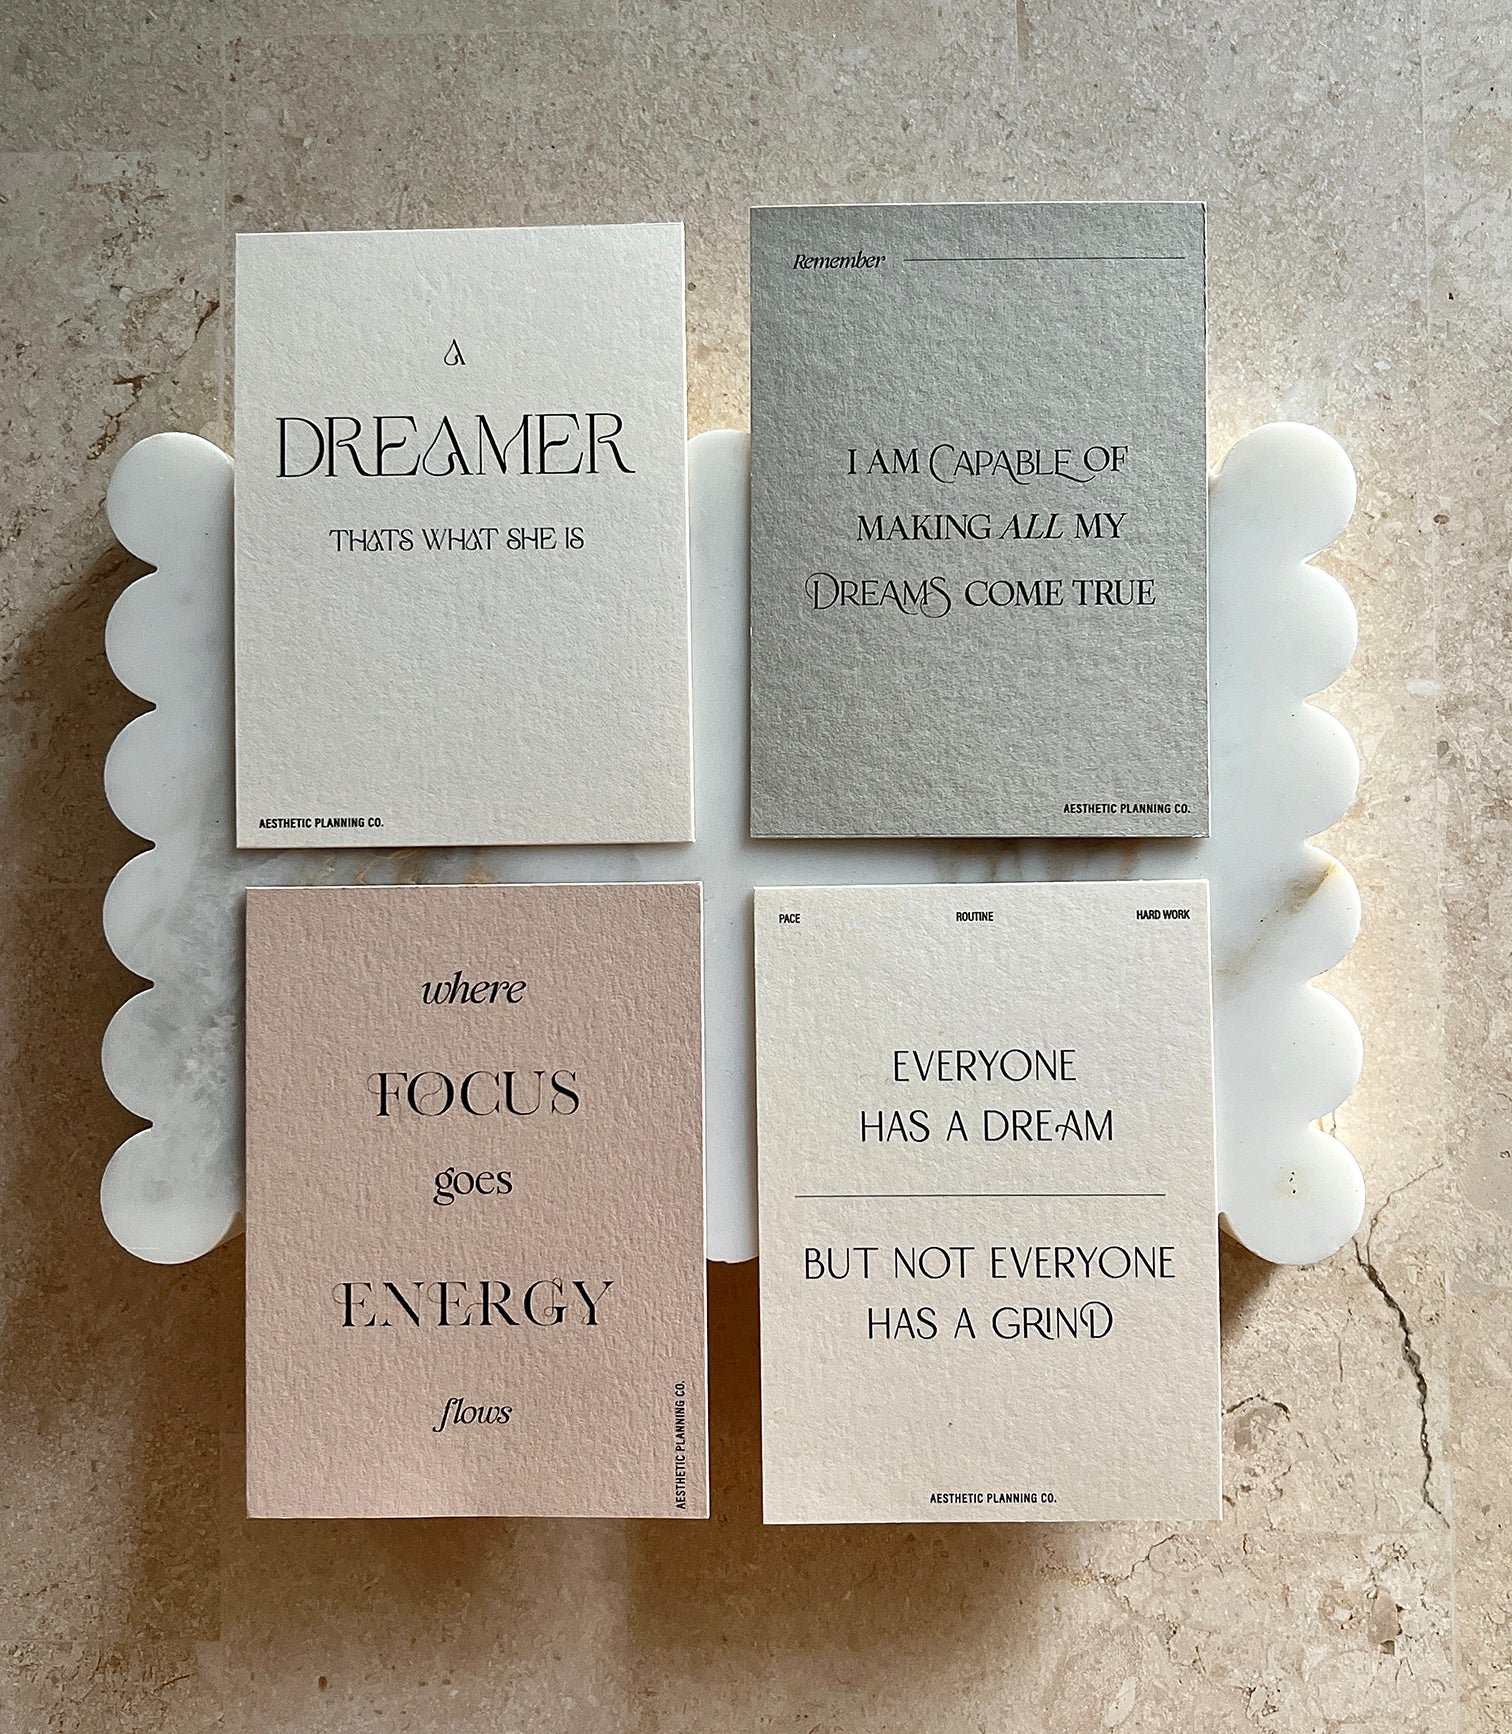 A
DREAMER
THATS WHAT SHE IS
AESTHETIC PLANNING CO.
Remember
I AM CAPABLE OF
MAKING ALL MY
DREAMS COME TRUE
AESTHETIC PLANNING CO.
where
FOCUS
goes
ENERGY
flows
AESTHETIC PLANNING CO.
PACE ROUTINE HARD WORK
EVERYONE
HAS A DREAM
BUT NOT EVERYONE
HAS A GRIND
AESTHETIC PLANNING CO.